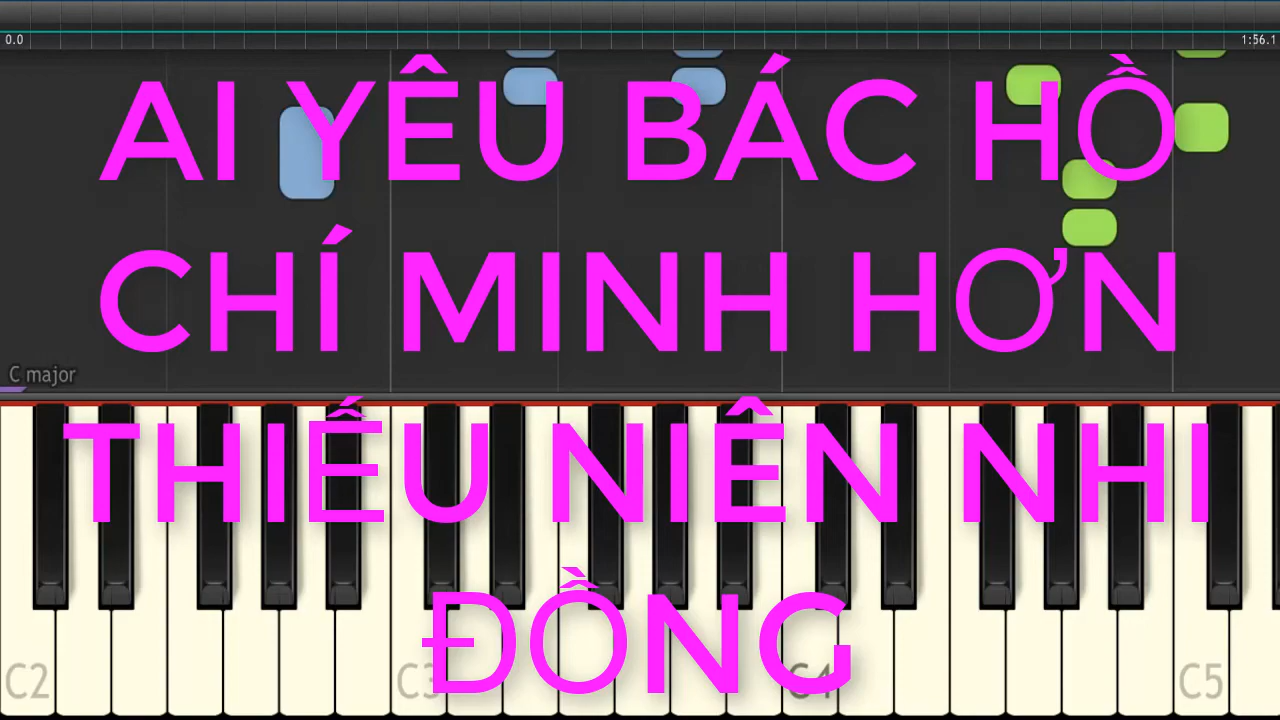 0.0
1:56.1
AI YÊU BÁC HỒ
CHÍ MINH HƠN
C major
THIẾU NIÊN NHI
ĐỒNG
C2
C3
C4
C5